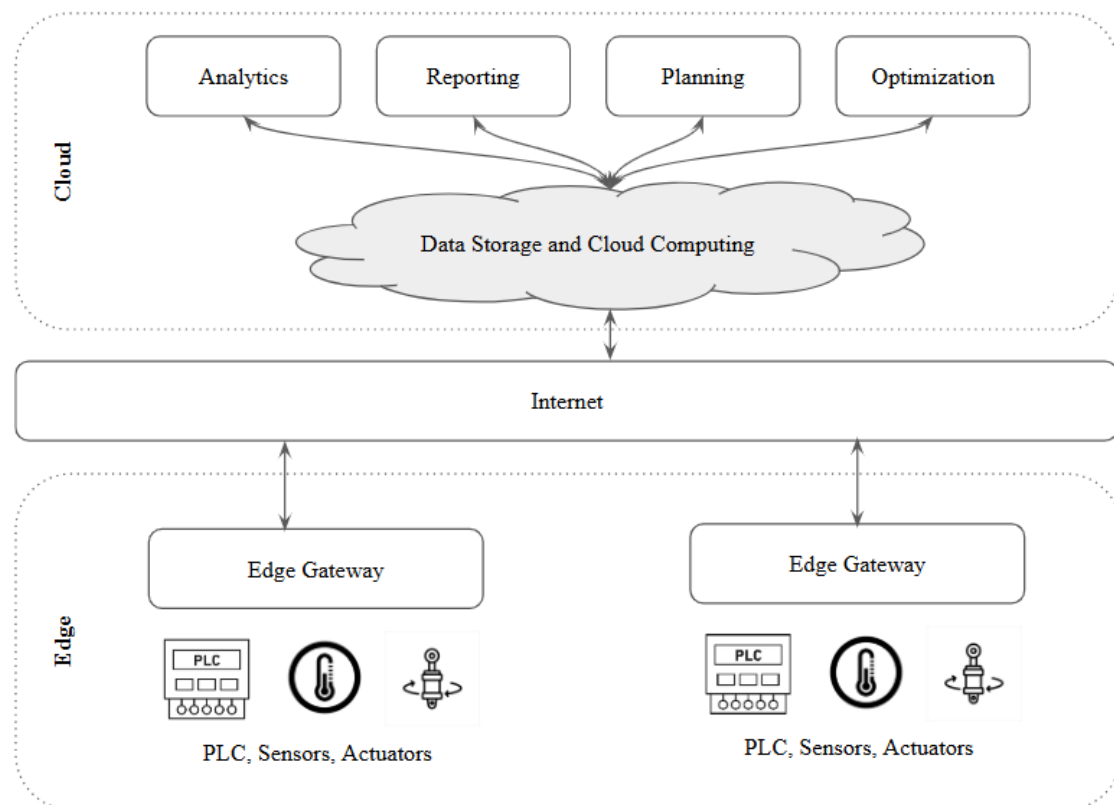 Analytics
Reporting
Planning
Optimization
Cloud
Data Storage and Cloud Computing
Internet
Edge
Edge Gateway
Edge Gateway
PLC
PLC
PLC, Sensors, Actuators
PLC, Sensors, Actuators